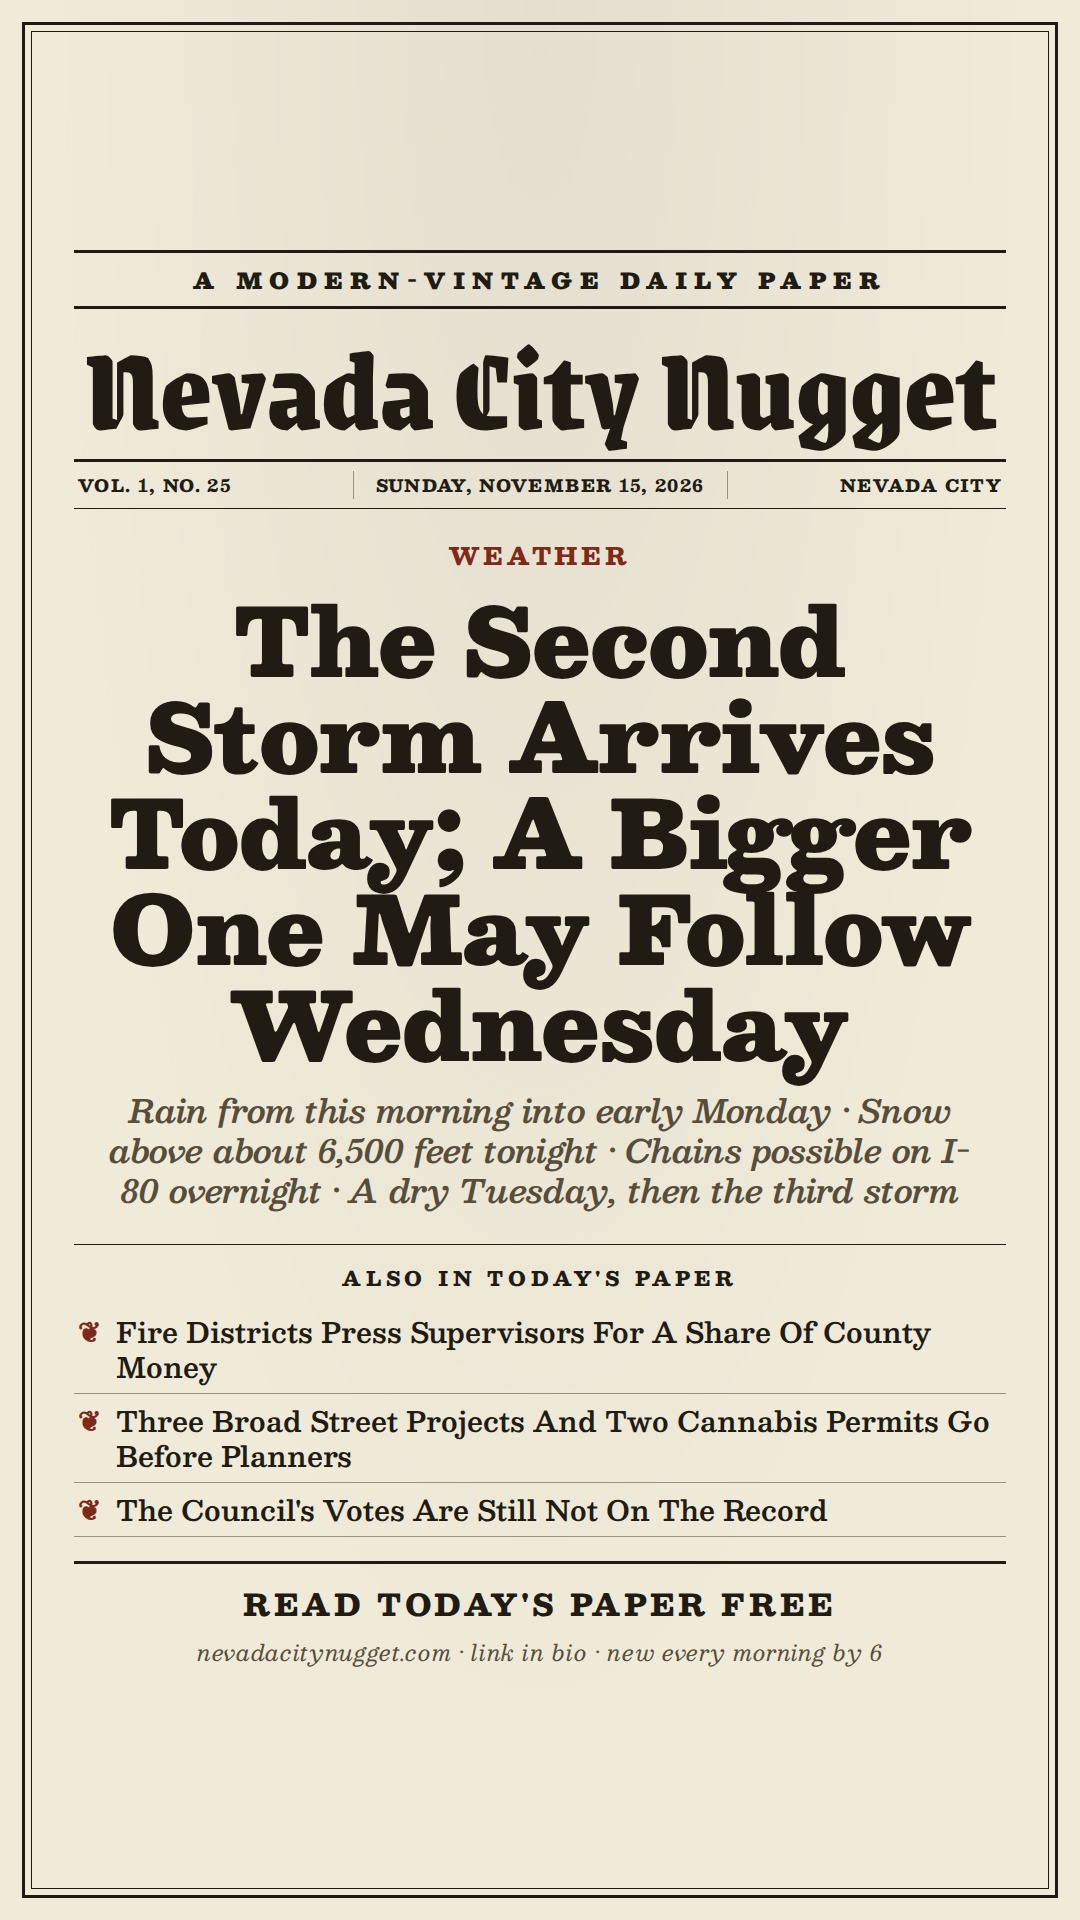 A MODERN-VINTAGE DAILY PAPER
Nevada City Nugget
VOL. 1, NO. 25
SUNDAY, NOVEMBER 15, 2026
NEVADA CITY
WEATHER
The Second
Storm Arrives
Today; A Bigger
One May Follow
Wednesday
Rain from this morning into early Monday · Snow
above about 6,500 feet tonight · Chains possible on I-
80 overnight · A dry Tuesday, then the third storm
ALSO IN TODAY'S PAPER
❦ Fire Districts Press Supervisors For A Share Of County
Money
❦ Three Broad Street Projects And Two Cannabis Permits Go
Before Planners
❦ The Council's Votes Are Still Not On The Record
READ TODAY'S PAPER FREE
nevadacitynugget.com · link in bio · new every morning by 6